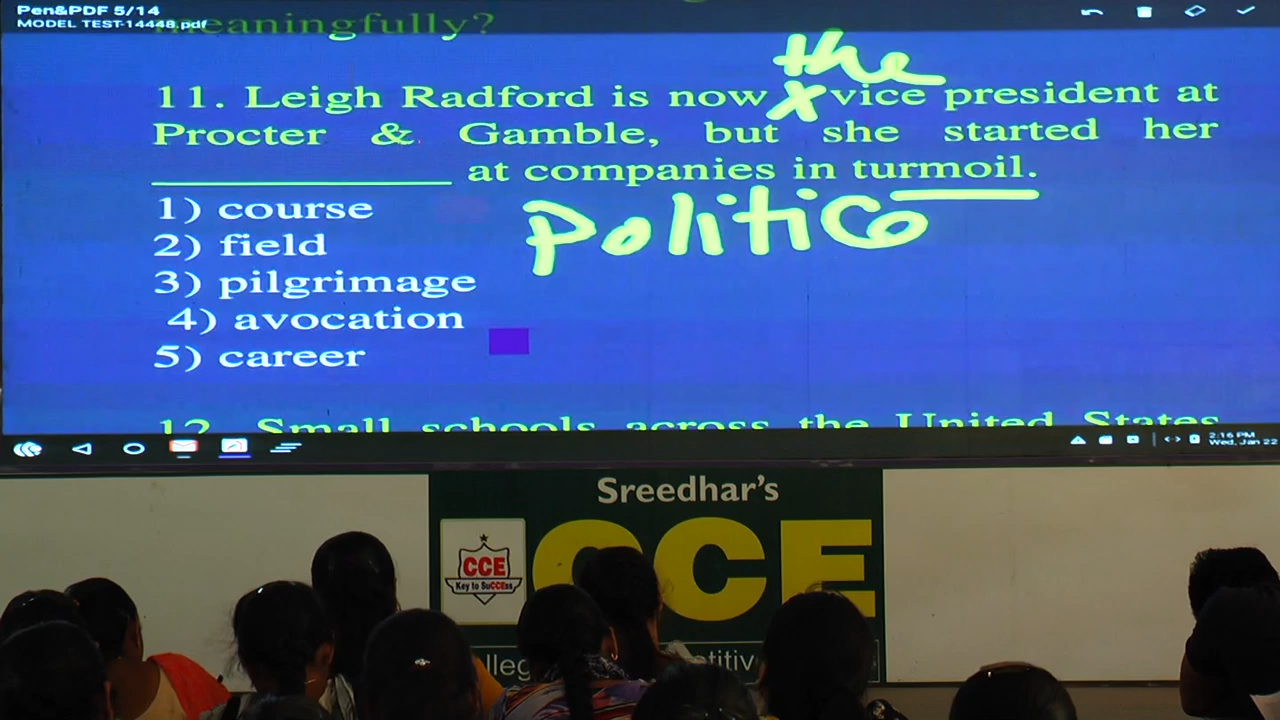 Pen&PDF 5/14
MODEL TEST-14448.pdf
meaningfully?
the
11. Leigh Radford is now x vice president at
Procter & Gamble, but she started her
____________ at companies in turmoil.
Politico
1) course
2) field
3) pilgrimage
4) avocation
5) career
12. Small schools across the United States
2:16 PM
Wed, Jan 22
Sreedhar's
CCE
CCE
Key to SuCCEss